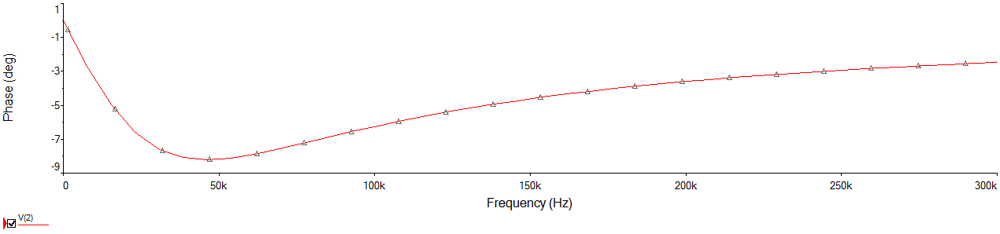 1
-1
-3
-5
-7
-9
Phase (deg)
0 50k 100k 150k 200k 250k 300k
Frequency (Hz)
V(2)